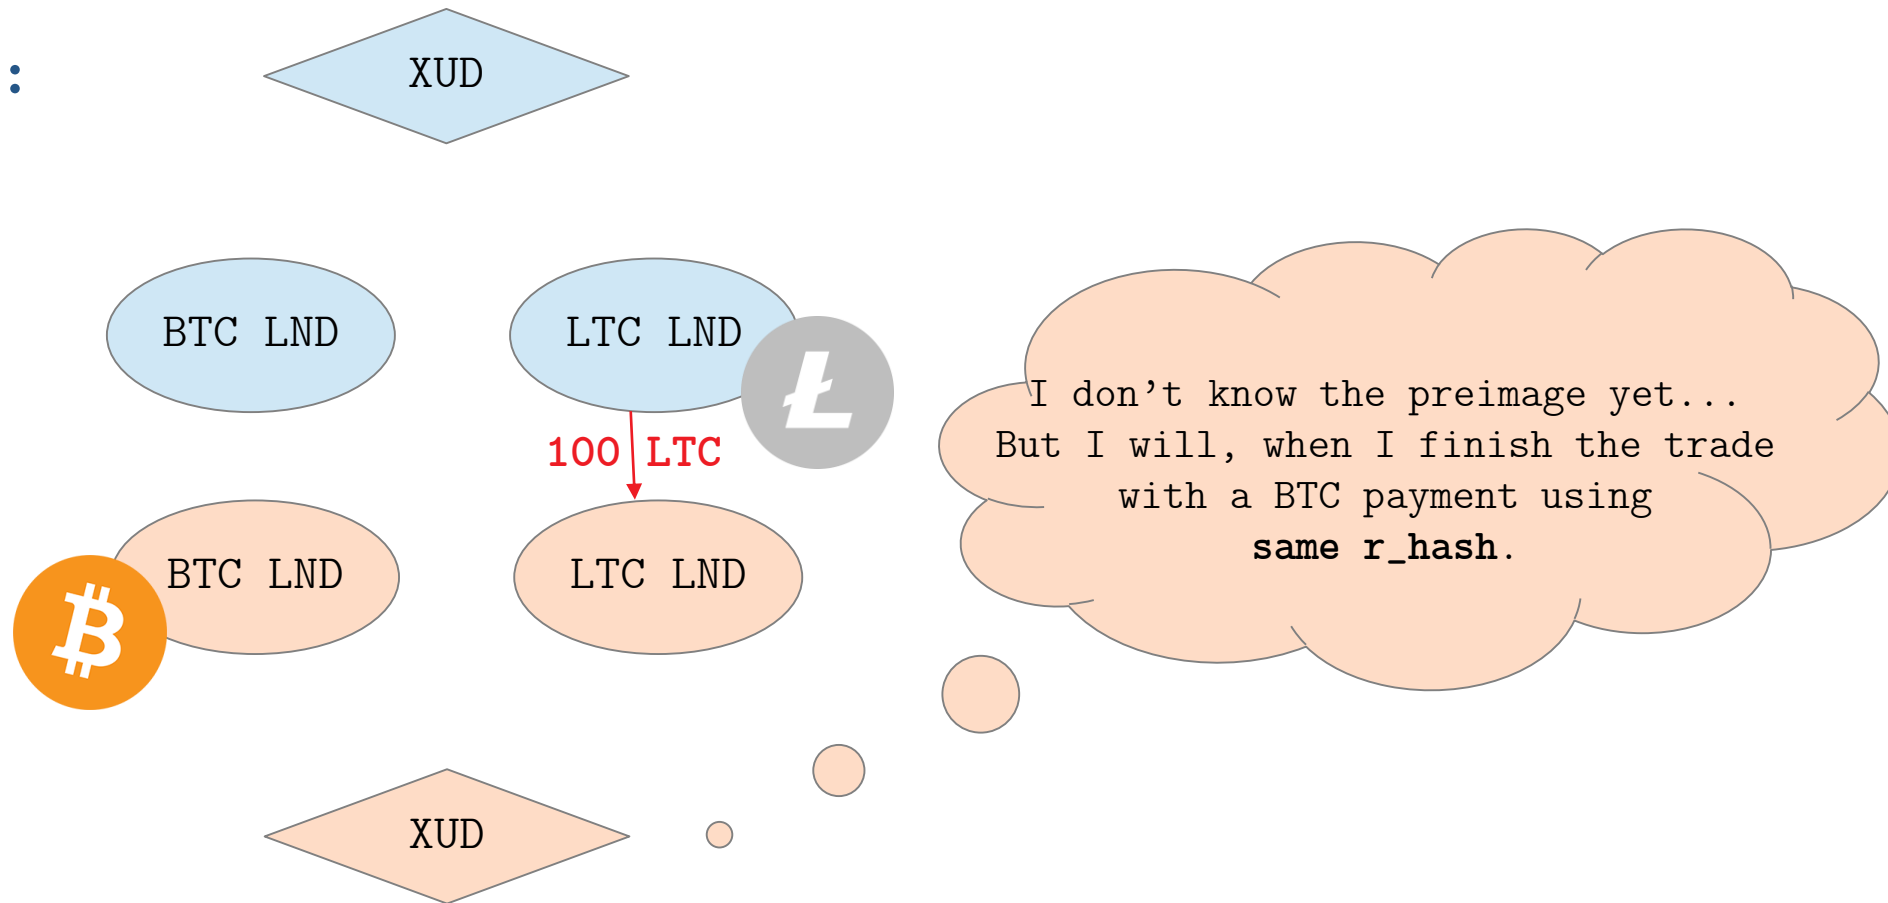 :
XUD
BTC LND
LTC LND
100 LTC
I don’t know the preimage yet...
But I will, when I finish the trade
with a BTC payment using
same r_hash.
BTC LND
LTC LND
XUD